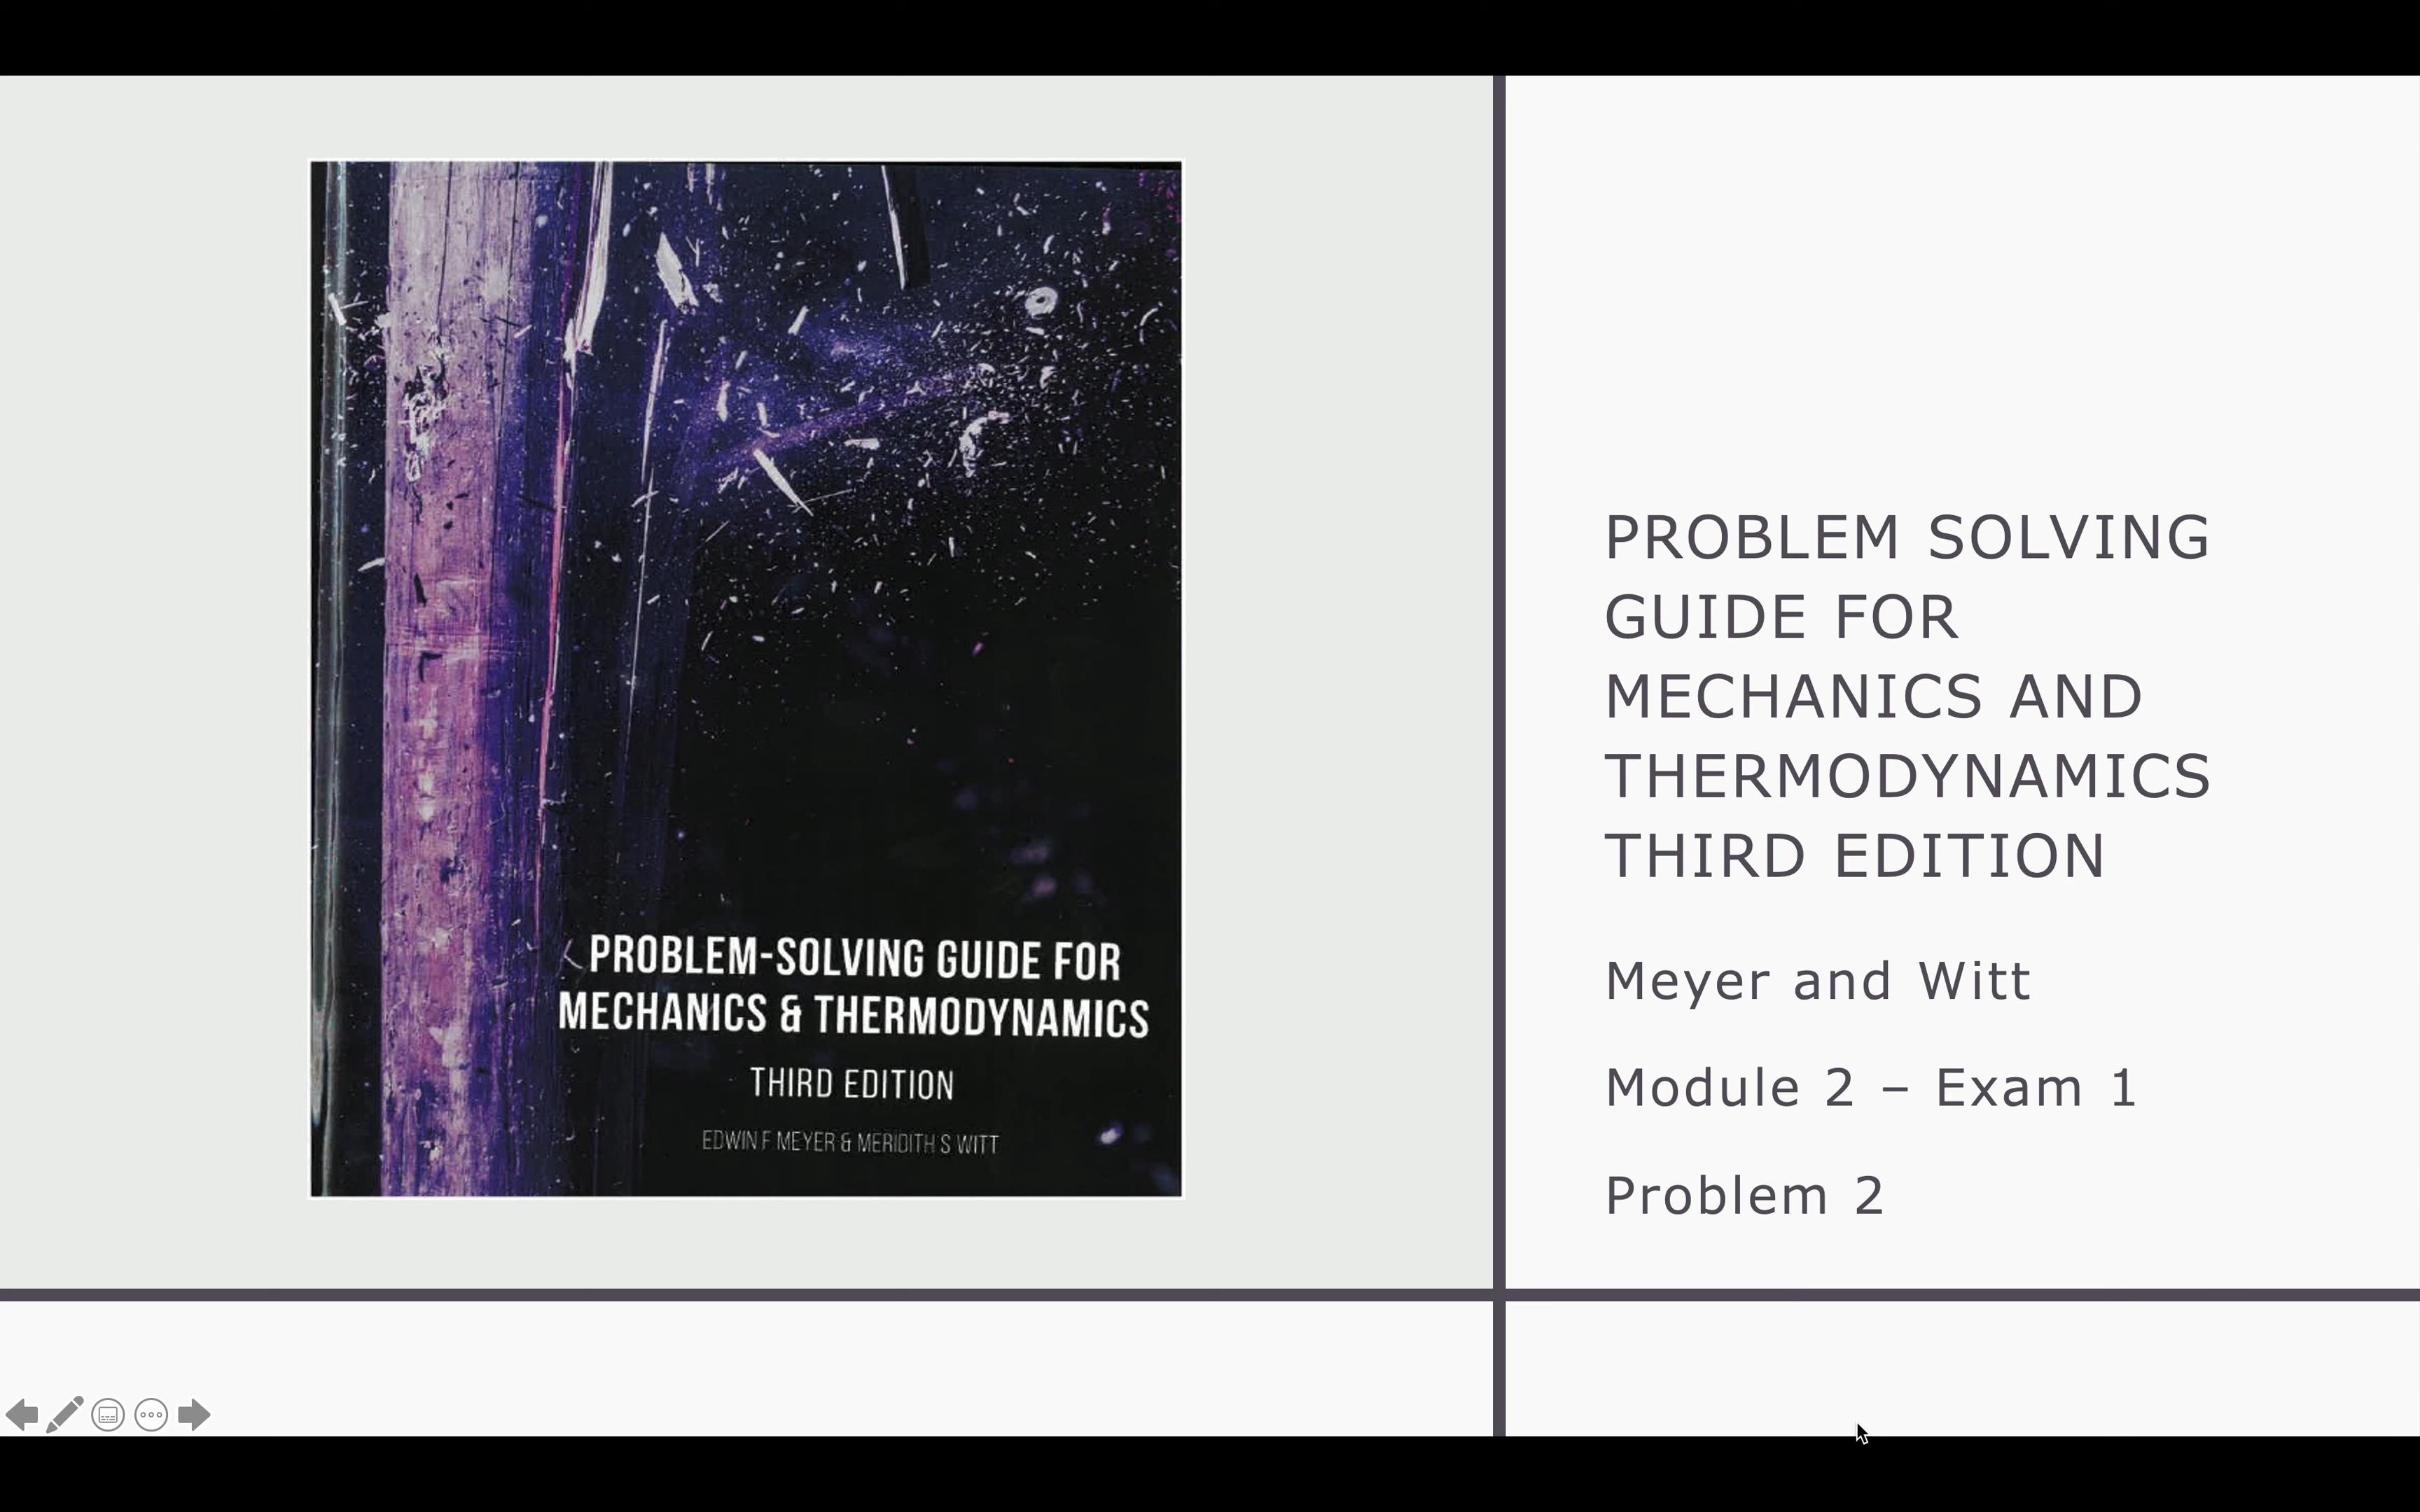 PROBLEM-SOLVING GUIDE FOR
MECHANICS & THERMODYNAMICS
THIRD EDITION
EDWIN F MEYER & MERIDITH S WITT
PROBLEM SOLVING
GUIDE FOR
MECHANICS AND
THERMODYNAMICS
THIRD EDITION
Meyer and Witt
Module 2 – Exam 1
Problem 2